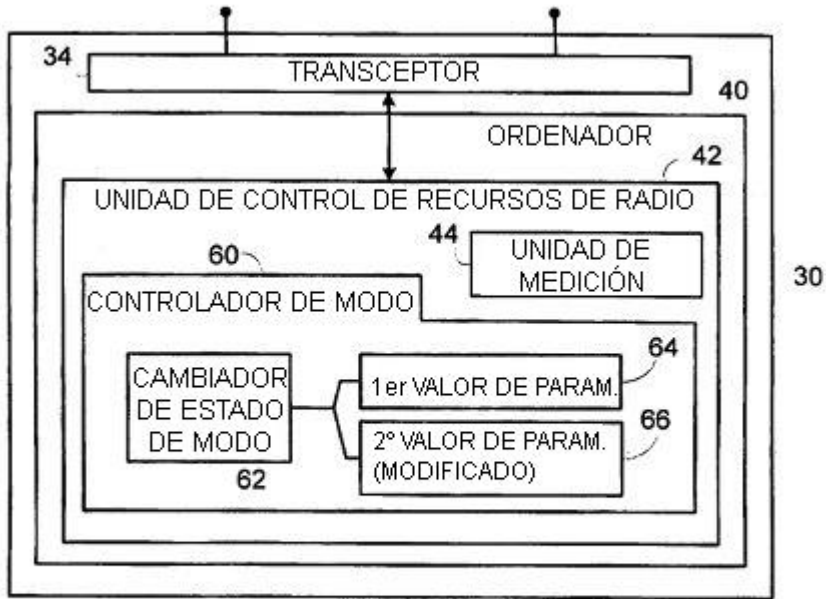 34
TRANSCEPTOR
40
ORDENADOR
42
UNIDAD DE CONTROL DE RECURSOS DE RADIO
44
UNIDAD DE
MEDICIÓN
60
30
CONTROLADOR DE MODO
64
CAMBIADOR
DE ESTADO
DE MODO
1er VALOR DE PARAM.
66
2º VALOR DE PARAM.
(MODIFICADO)
62